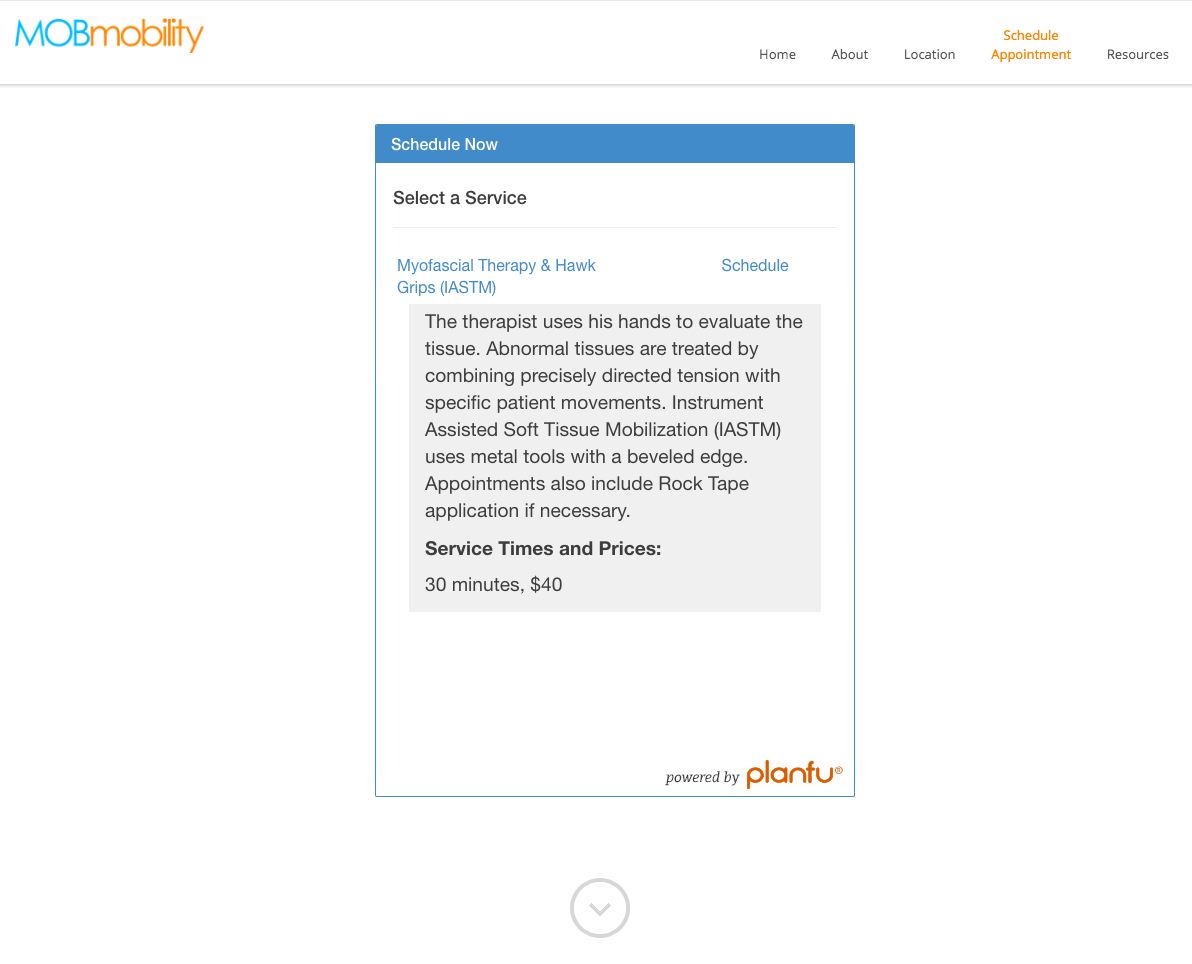 MOBmobility
Home
About
Location
Schedule
Appointment
Resources
Schedule Now
Select a Service
Myofascial Therapy & Hawk
Grips (IASTM)
Schedule
The therapist uses his hands to evaluate the
tissue. Abnormal tissues are treated by
combining precisely directed tension with
specific patient movements. Instrument
Assisted Soft Tissue Mobilization (IASTM)
uses metal tools with a beveled edge.
Appointments also include Rock Tape
application if necessary.
Service Times and Prices:
30 minutes, $40
powered by planfu®